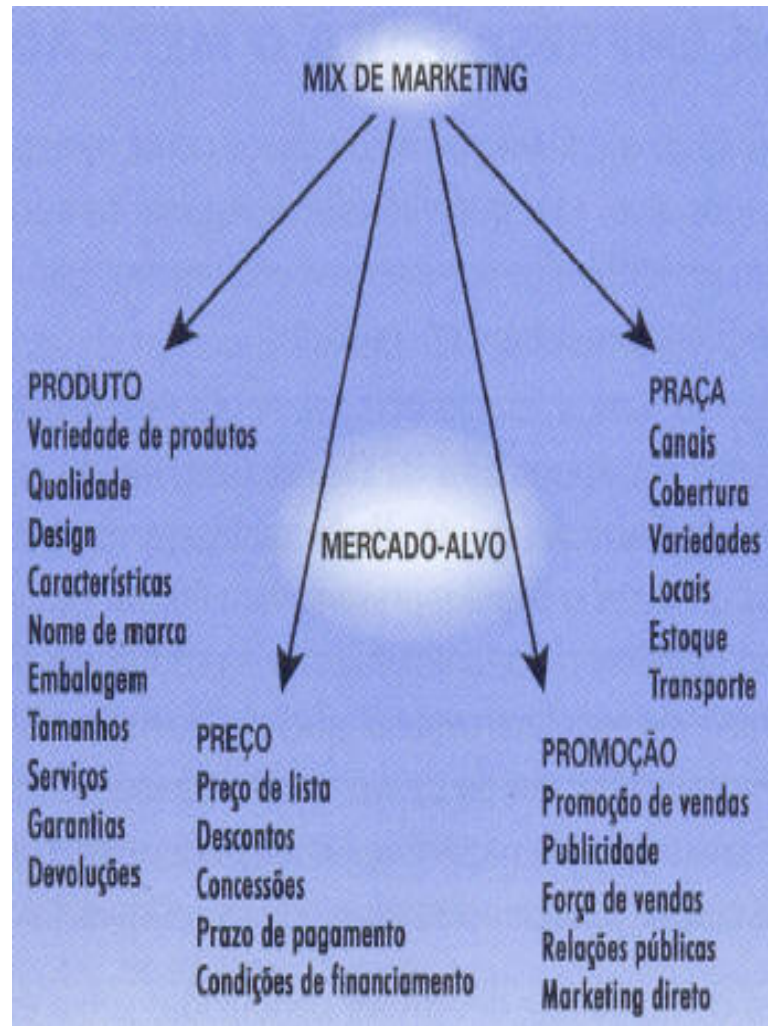 MIX DE MARKETING
PRODUTO
Variedade de produtos
Qualidade
Design
Características
Nome de marca
Embalagem
Tamanhos
Serviços
Garantias
Devoluções
MERCADO-ALVO
PREÇO
Preço de lista
Descontos
Concessões
Prazo de pagamento
Condições de financiamento
PROMOÇÃO
Promoção de vendas
Publicidade
Força de vendas
Relações públicas
Marketing direto
PRAÇA
Canais
Cobertura
Variedades
Locais
Estoque
Transporte